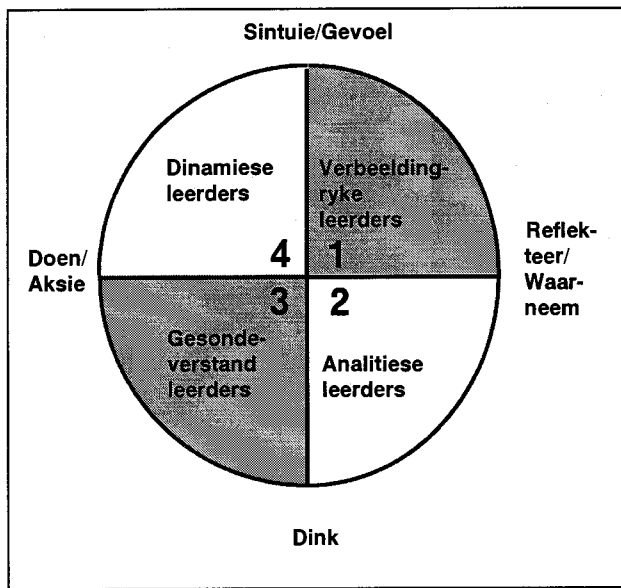 Sintuie/Gevoel
Dinamiese
leerders
4
Verbeelding-
ryke
leerders
1
Doen/
Aksie
Reflek-
teer/
Waar-
neem
3
Gesonde-
verstand
leerders
2
Analitiese
leerders
Dink